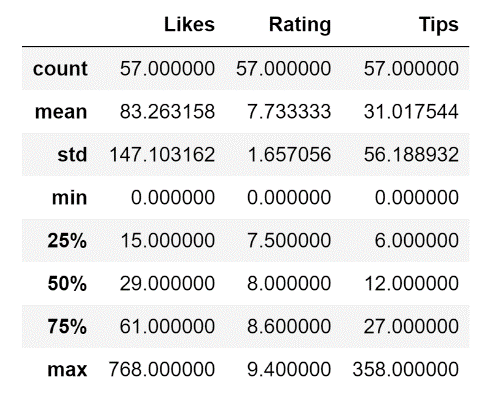 Likes Rating Tips
count 57.000000 57.000000 57.000000
mean 83.263158 7.733333 31.017544
std 147.103162 1.657056 56.188932
min 0.000000 0.000000 0.000000
25% 15.000000 7.500000 6.000000
50% 29.000000 8.000000 12.000000
75% 61.000000 8.600000 27.000000
max 768.000000 9.400000 358.000000